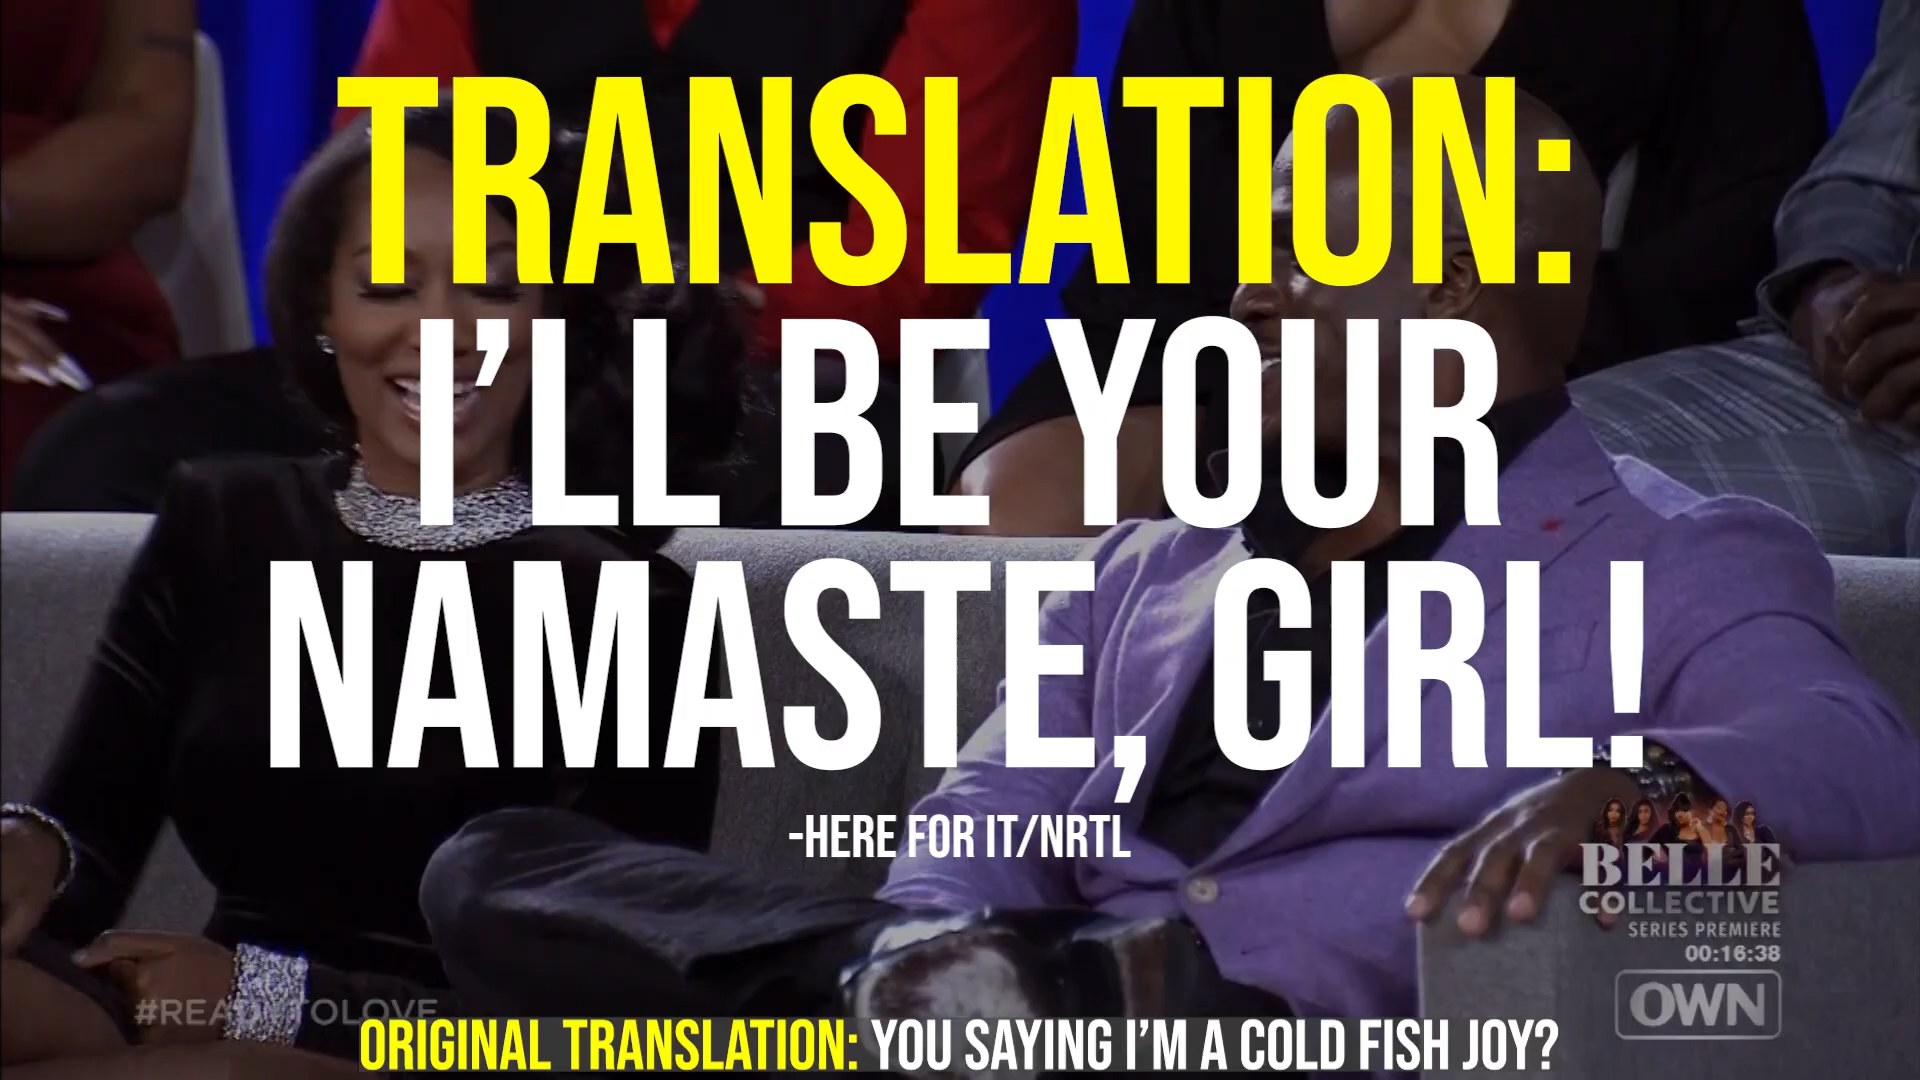 TRANSLATION:
I'LL BE YOUR
NAMASTE, GIRL!
-HERE FOR IT/NRTL
BELLE
COLLECTIVE
SERIES PREMIERE
00:16:38
OWN
#READYTOLOVE
ORIGINAL TRANSLATION: YOU SAYING I'M A COLD FISH JOY?